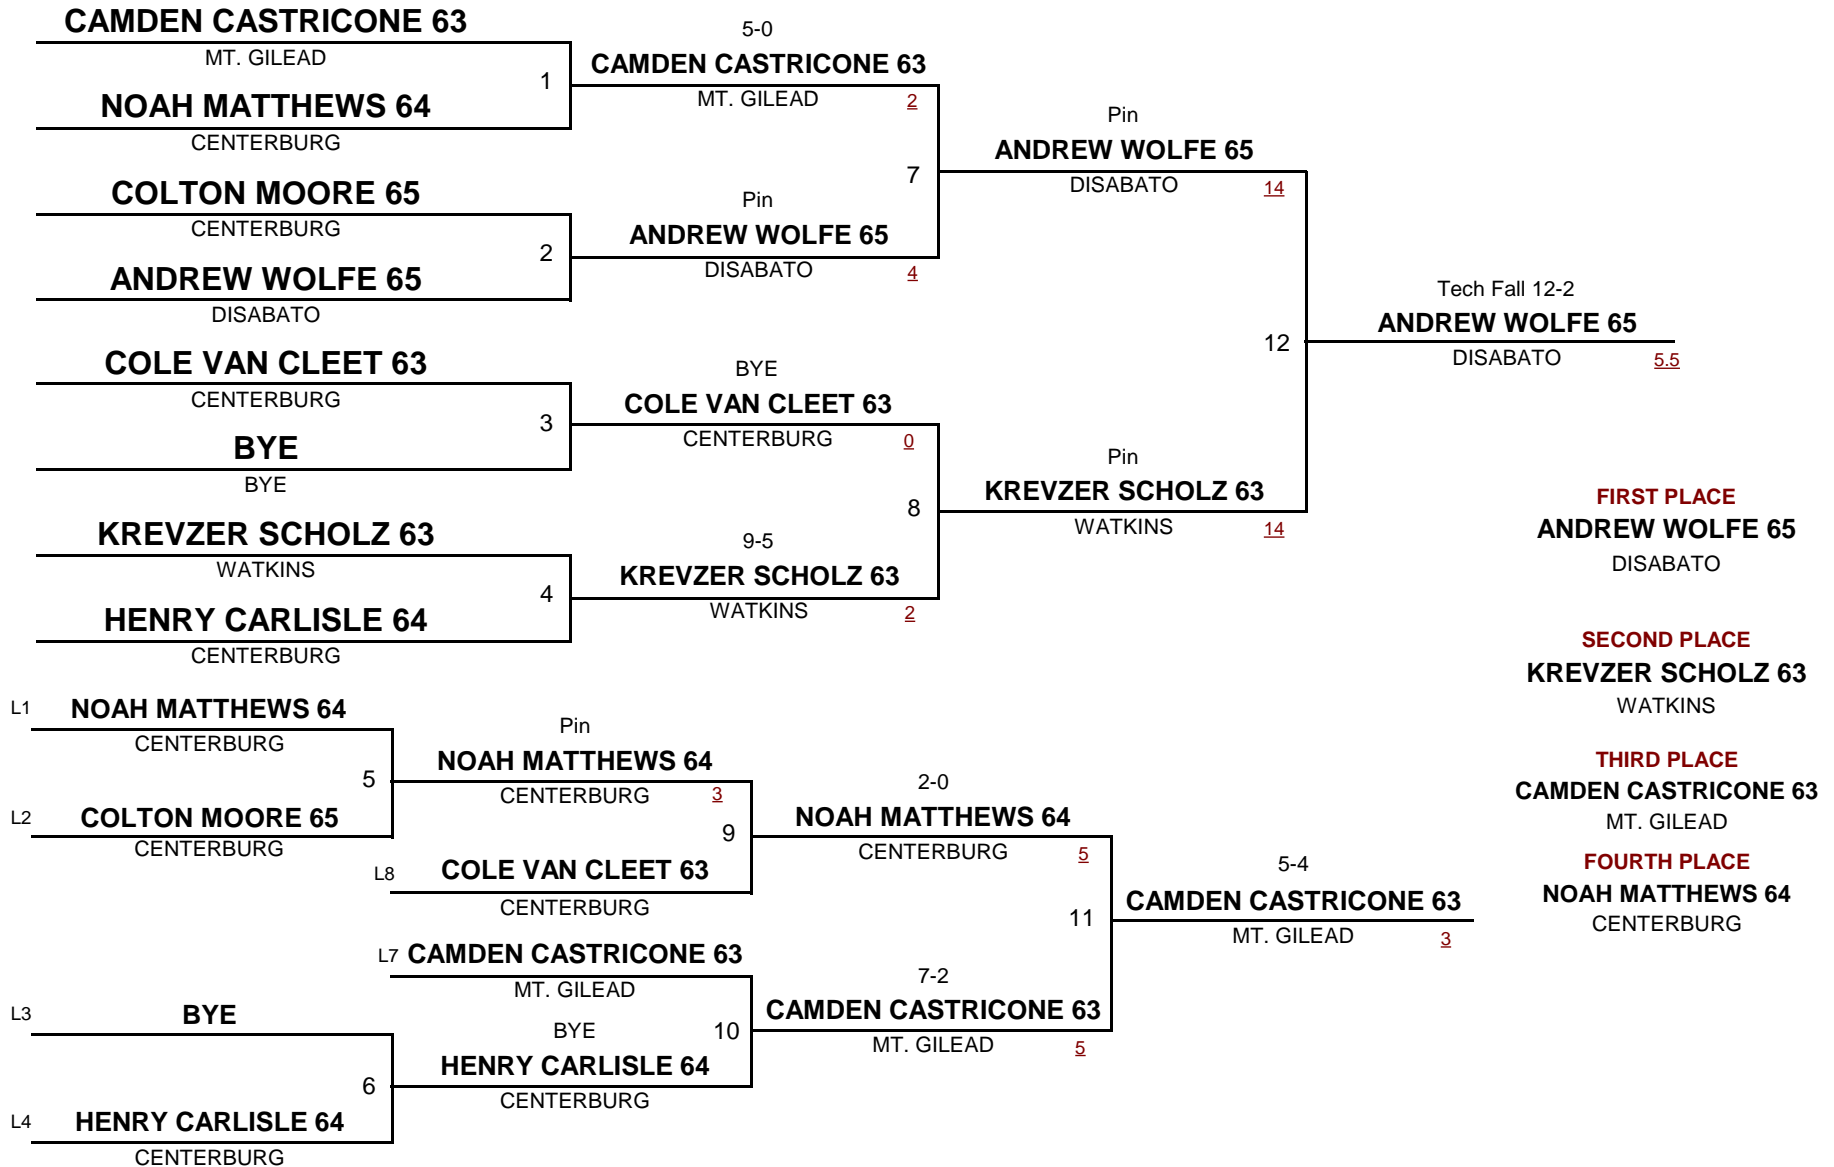 CAMDEN CASTRICONE 63
MT. GILEAD
1
NOAH MATTHEWS 64
CENTERBURG
5-0
CAMDEN CASTRICONE 63
MT. GILEAD
2
COLTON MOORE 65
CENTERBURG
2
ANDREW WOLFE 65
DISABATO
Pin
ANDREW WOLFE 65
DISABATO
4
7
Pin
ANDREW WOLFE 65
DISABATO
14
COLE VAN CLEET 63
CENTERBURG
3
BYE
BYE
BYE
COLE VAN CLEET 63
CENTERBURG
0
KREVZER SCHOLZ 63
WATKINS
4
HENRY CARLISLE 64
CENTERBURG
9-5
KREVZER SCHOLZ 63
WATKINS
2
8
Pin
KREVZER SCHOLZ 63
WATKINS
14
12
Tech Fall 12-2
ANDREW WOLFE 65
DISABATO
5.5
FIRST PLACE
ANDREW WOLFE 65
DISABATO
SECOND PLACE
KREVZER SCHOLZ 63
WATKINS
THIRD PLACE
CAMDEN CASTRICONE 63
MT. GILEAD
FOURTH PLACE
NOAH MATTHEWS 64
CENTERBURG
L1 NOAH MATTHEWS 64
CENTERBURG
5
L2 COLTON MOORE 65
CENTERBURG
Pin
NOAH MATTHEWS 64
CENTERBURG
3
9
L8 COLE VAN CLEET 63
CENTERBURG
2-0
NOAH MATTHEWS 64
CENTERBURG
5
L7 CAMDEN CASTRICONE 63
MT. GILEAD
L3 BYE
6
L4 HENRY CARLISLE 64
CENTERBURG
BYE
HENRY CARLISLE 64
CENTERBURG
10
7-2
CAMDEN CASTRICONE 63
MT. GILEAD
5
11
5-4
CAMDEN CASTRICONE 63
MT. GILEAD
3